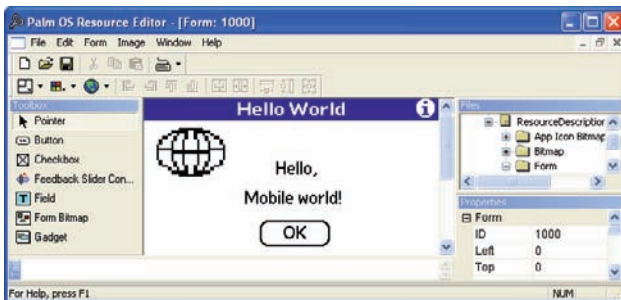 Palm OS Resource Editor - [Form: 1000]
File Edit Form Image Window Help
Toolbox
Pointer
Button
Checkbox
Feedback Slider Con...
Field
Form Bitmap
Gadget
Hello World
Hello,
Mobile world!
OK
Files
ResourceDescriptior
App Icon Bitmap
Bitmap
Form
Properties
Form
ID 1000
Left 0
Top 0
For Help, press F1
NUM